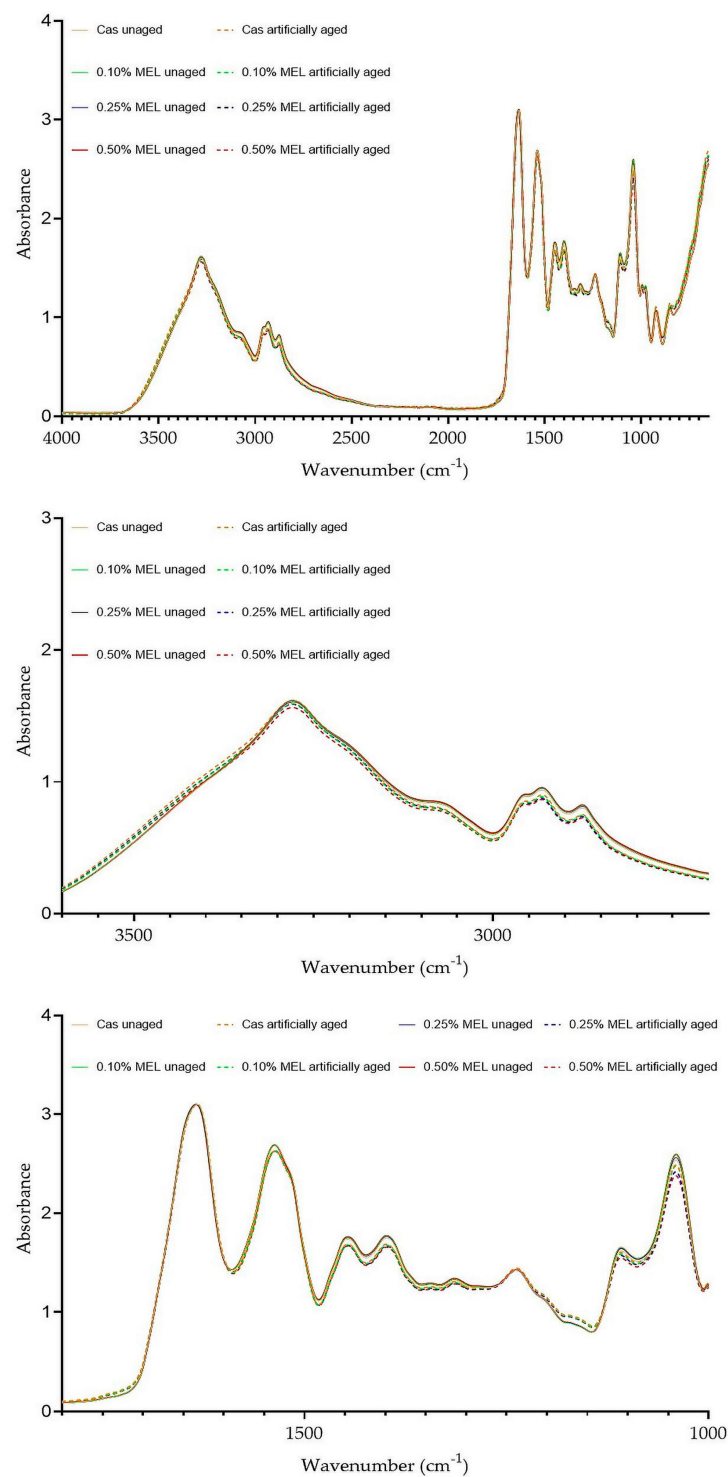 4
Cas unaged Cas artificially aged
0.10% MEL unaged 0.10% MEL artificially aged
0.25% MEL unaged 0.25% MEL artificially aged
3
0.50% MEL unaged 0.50% MEL artificially aged
Absorbance
2
1
0
4000 3500 3000 2500 2000 1500 1000
Wavenumber (cm⁻¹)
3
Cas unaged Cas artificially aged
0.10% MEL unaged 0.10% MEL artificially aged
0.25% MEL unaged 0.25% MEL artificially aged
2
0.50% MEL unaged 0.50% MEL artificially aged
Absorbance
1
0
3500 3000
Wavenumber (cm⁻¹)
4
Cas unaged Cas artificially aged 0.25% MEL unaged 0.25% MEL artificially aged
0.10% MEL unaged 0.10% MEL artificially aged 0.50% MEL unaged 0.50% MEL artificially aged
3
Absorbance
2
1
0
1500 1000
Wavenumber (cm⁻¹)